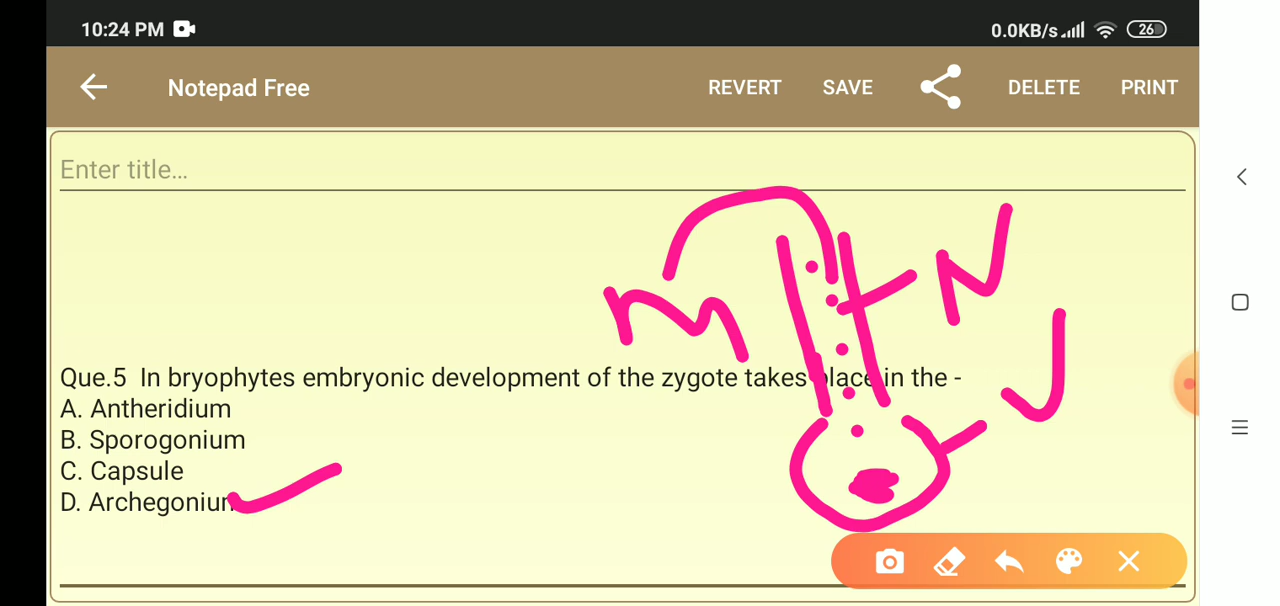 10:24 PM 0.0KB/s 26
Notepad Free REVERT SAVE DELETE PRINT
Enter title...
M N
Que.5 In bryophytes embryonic development of the zygote takes place in the -
V
A. Antheridium
B. Sporogonium
C. Capsule
D. Archegonium